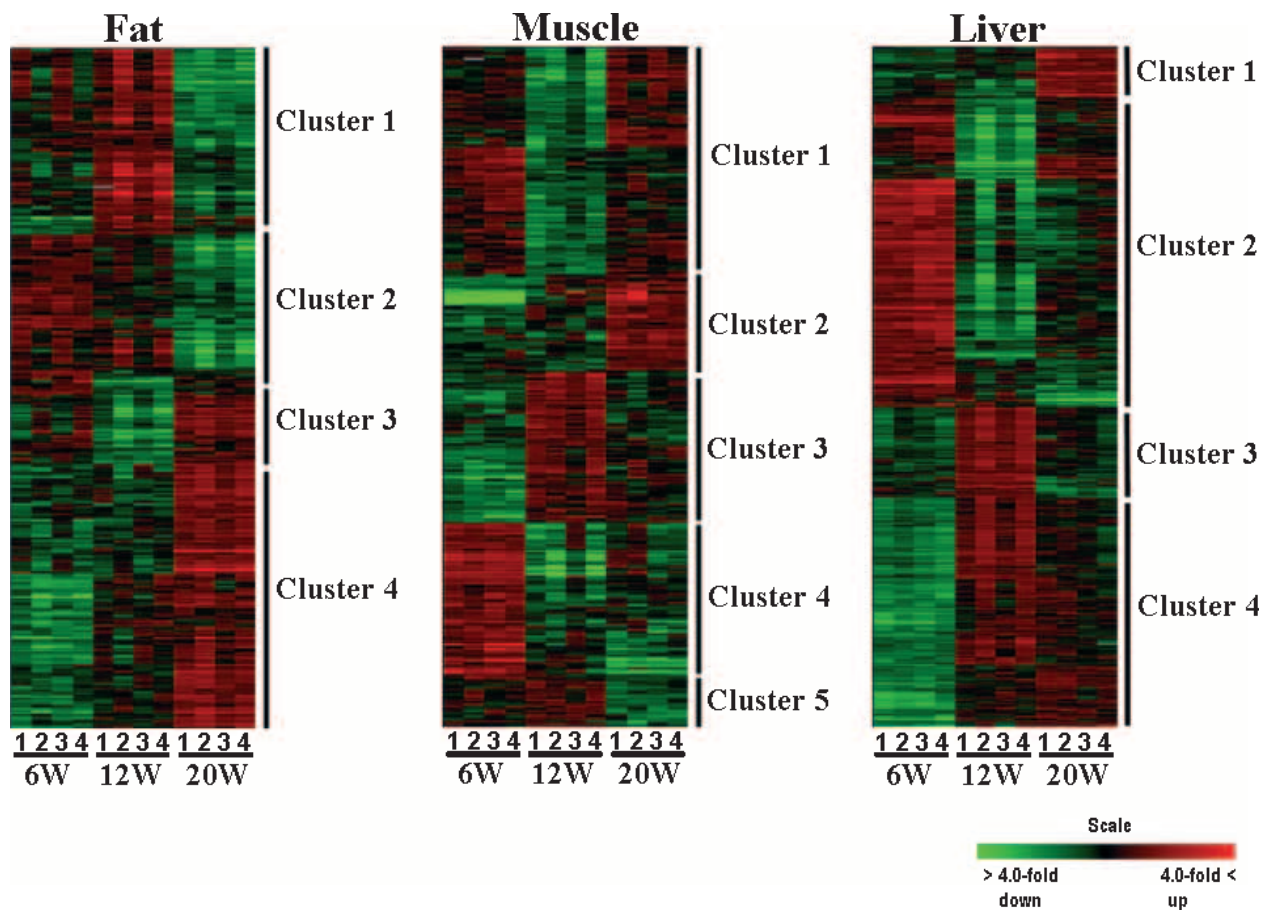 Fat
Cluster 1
Cluster 2
Cluster 3
Cluster 4
1 2 3 4 1 2 3 4 1 2 3 4
6W 12W 20W
Muscle
Cluster 1
Cluster 2
Cluster 3
Cluster 4
Cluster 5
1 2 3 4 1 2 3 4 1 2 3 4
6W 12W 20W
Liver
Cluster 1
Cluster 2
Cluster 3
Cluster 4
1 2 3 4 1 2 3 4 1 2 3 4
6W 12W 20W
Scale
> 4.0-fold 4.0-fold <
down up